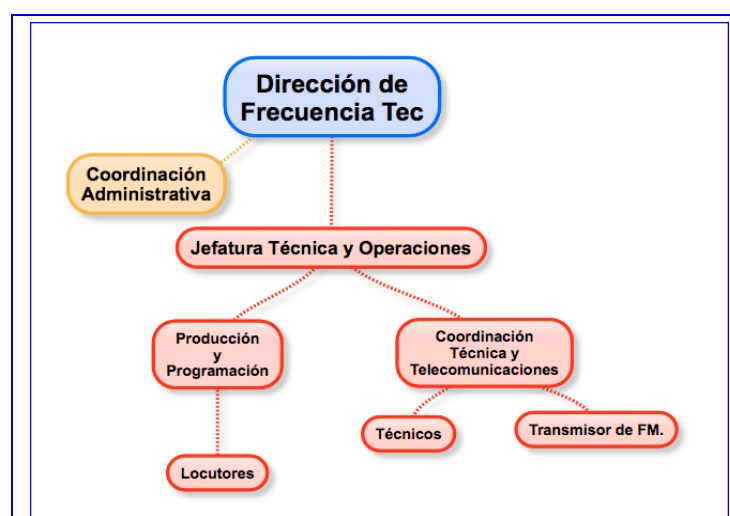 Dirección de
Frecuencia Tec
Coordinación
Administrativa
Jefatura Técnica y Operaciones
Producción
y
Programación
Coordinación
Técnica y
Telecomunicaciones
Técnicos
Transmisor de FM.
Locutores